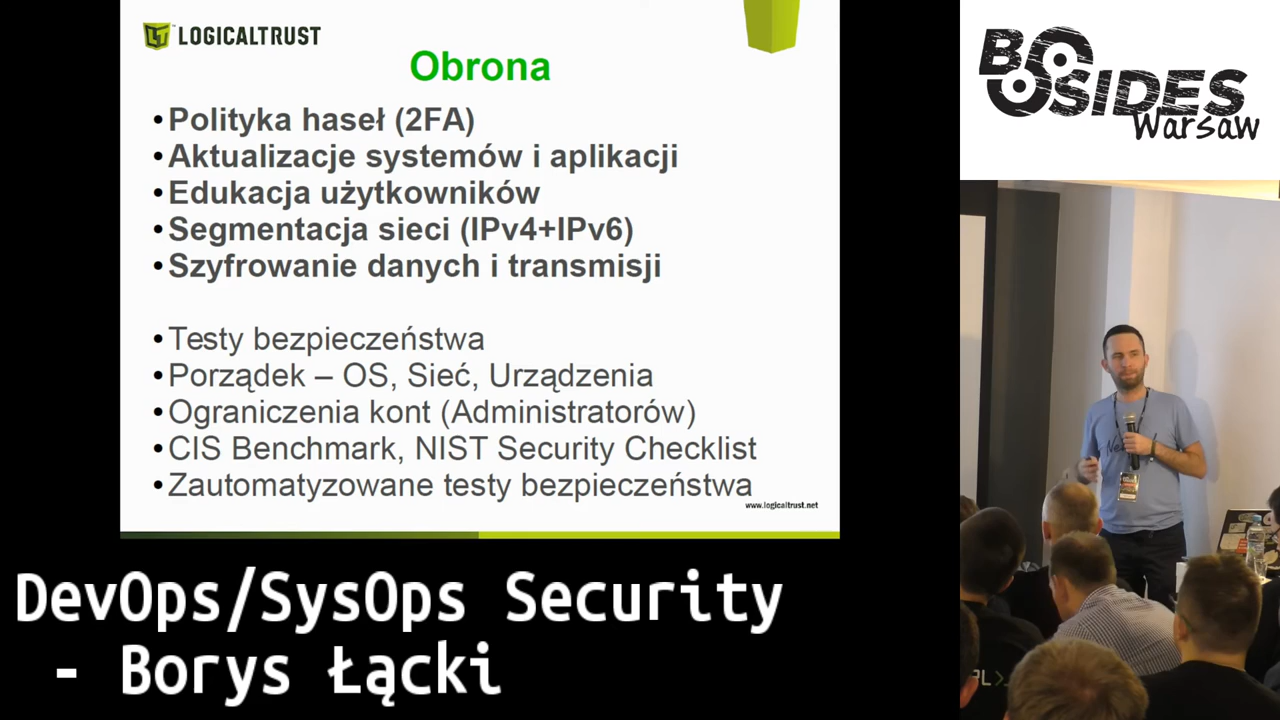 LOGICALTRUST
Obrona
•Polityka haseł (2FA)
•Aktualizacje systemów i aplikacji
•Edukacja użytkowników
•Segmentacja sieci (IPv4+IPv6)
•Szyfrowanie danych i transmisji
•Testy bezpieczeństwa
•Porządek – OS, Sieć, Urządzenia
•Ograniczenia kont (Administratorów)
•CIS Benchmark, NIST Security Checklist
•Zautomatyzowane testy bezpieczeństwa
www.logicaltrust.net
BSIDES
Warsaw
DevOps/SysOps Security
- Borys Łącki